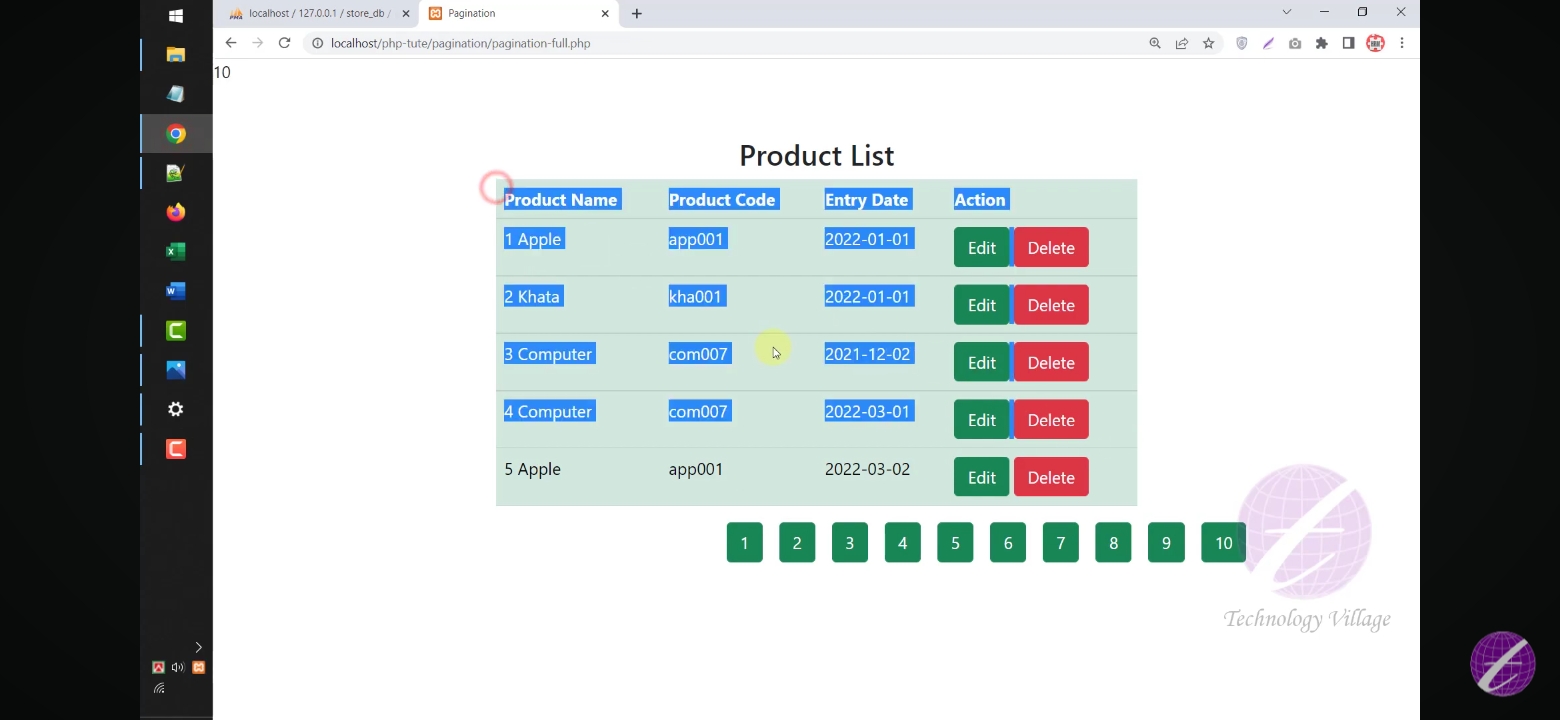 localhost / 127.0.0.1 / store_db /
Pagination
localhost/php-tute/pagination/pagination-full.php
10
Product List
Product Name Product Code Entry Date Action
1 Apple app001 2022-01-01 Edit Delete
2 Khata kha001 2022-01-01 Edit Delete
3 Computer com007 2021-12-02 Edit Delete
4 Computer com007 2022-03-01 Edit Delete
5 Apple app001 2022-03-02 Edit Delete
1 2 3 4 5 6 7 8 9 10
Technology Village